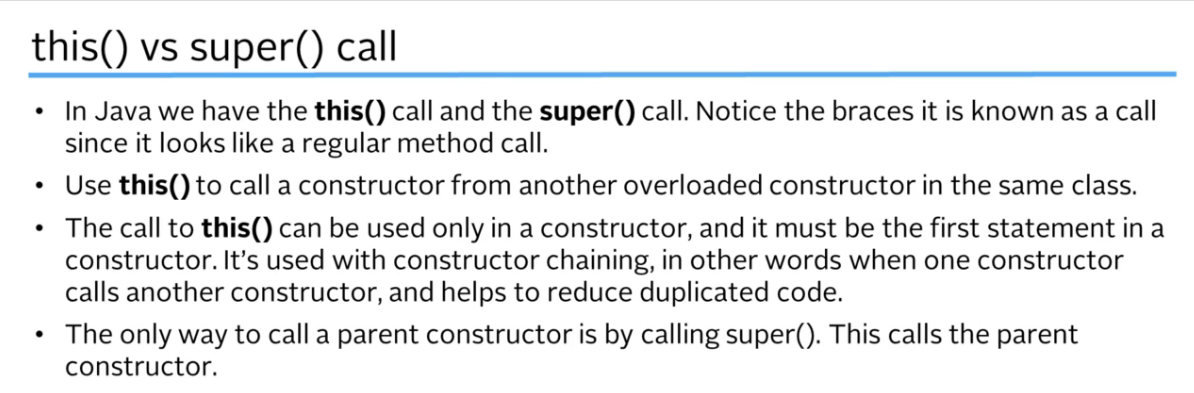 this() vs super() call
• In Java we have the this() call and the super() call. Notice the braces it is known as a call
since it looks like a regular method call.
• Use this() to call a constructor from another overloaded constructor in the same class.
• The call to this() can be used only in a constructor, and it must be the first statement in a
constructor. It’s used with constructor chaining, in other words when one constructor
calls another constructor, and helps to reduce duplicated code.
• The only way to call a parent constructor is by calling super(). This calls the parent
constructor.